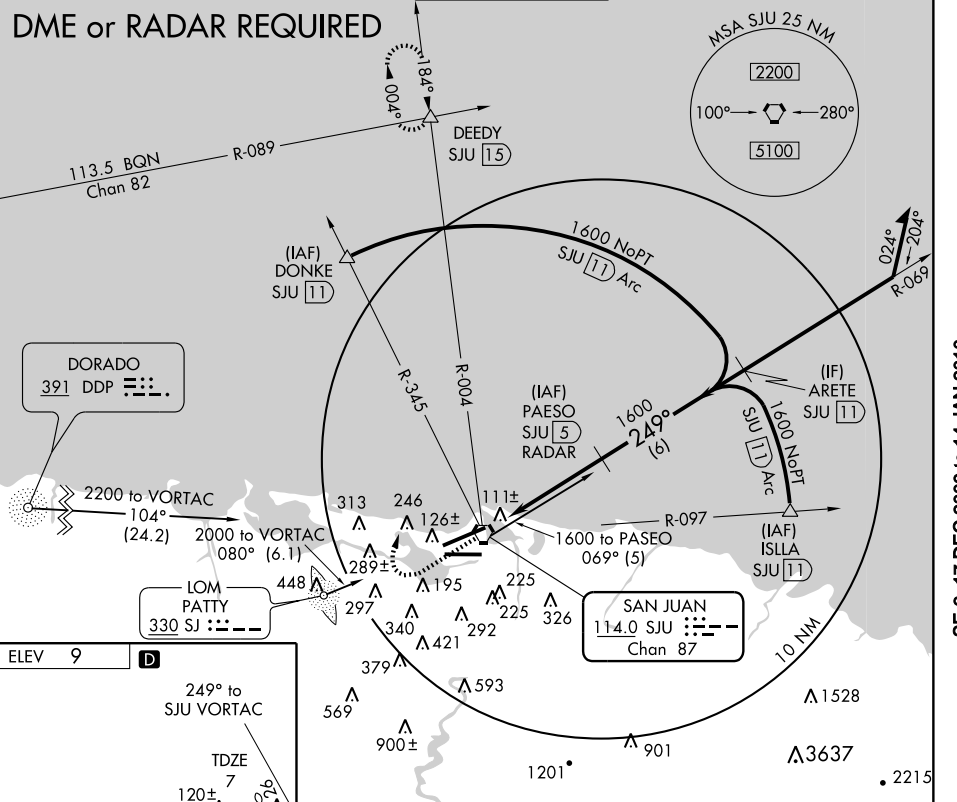 DME or RADAR REQUIRED
MSA SJU 25 NM
2200
100°
280°
5100
184°
004°
DEEDY
SJU 15
113.5 BQN
Chan 82
R-089
(IAF)
DONKE
SJU 11
1600 NoPT
SJU 11 Arc
024°
204°
R-069
DORADO
391 DDP
R-345
R-004
(IAF)
PAESO
SJU 5
RADAR
1600
249°
(6)
(IF)
ARETE
SJU 11
1600 NoPT
SJU 11 Arc
2200 to VORTAC
104°
(24.2)
2000 to VORTAC
080° (6.1)
313
246
126±
111±
R-097
1600 to PASEO
069° (5)
(IAF)
ISLLA
SJU 11
289±
448
LOM
PATTY
330 SJ
297
195
225
225
340
292
326
421
SAN JUAN
114.0 SJU
Chan 87
10 NM
379
593
569
900±
901
1528
3637
1201
2215
ELEV 9
D
249° to
SJU VORTAC
TDZE
7
120±
26